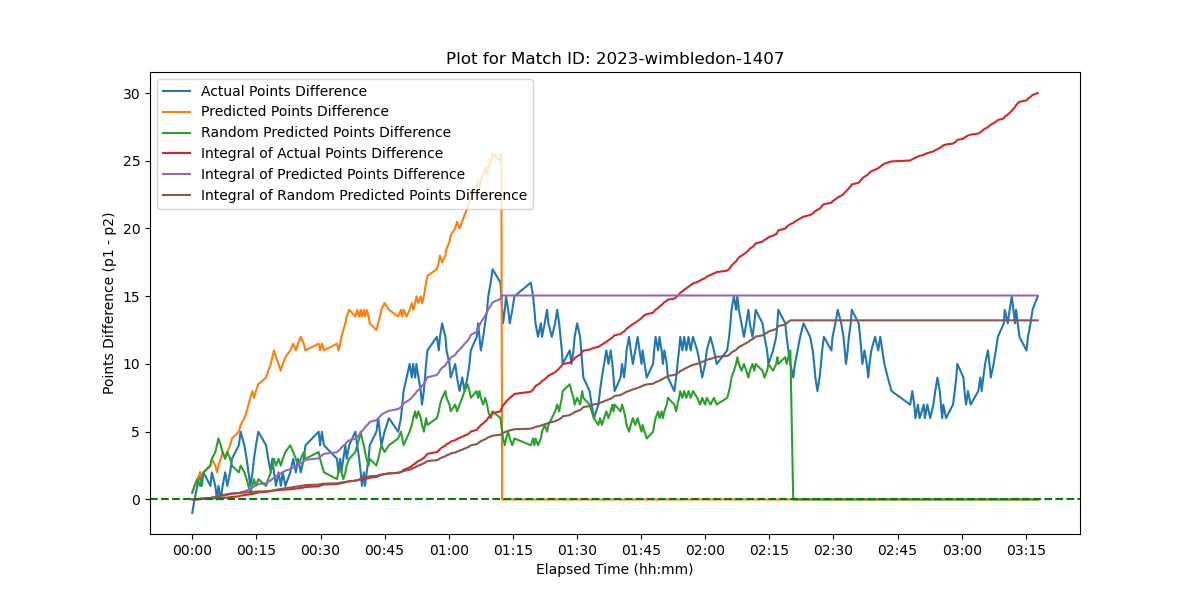 Plot for Match ID: 2023-wimbledon-1407
Actual Points Difference
Predicted Points Difference
Random Predicted Points Difference
Integral of Actual Points Difference
Integral of Predicted Points Difference
Integral of Random Predicted Points Difference
30
25
20
15
10
5
0
Points Difference (p1 - p2)
00:00 00:15 00:30 00:45 01:00 01:15 01:30 01:45 02:00 02:15 02:30 02:45 03:00 03:15
Elapsed Time (hh:mm)